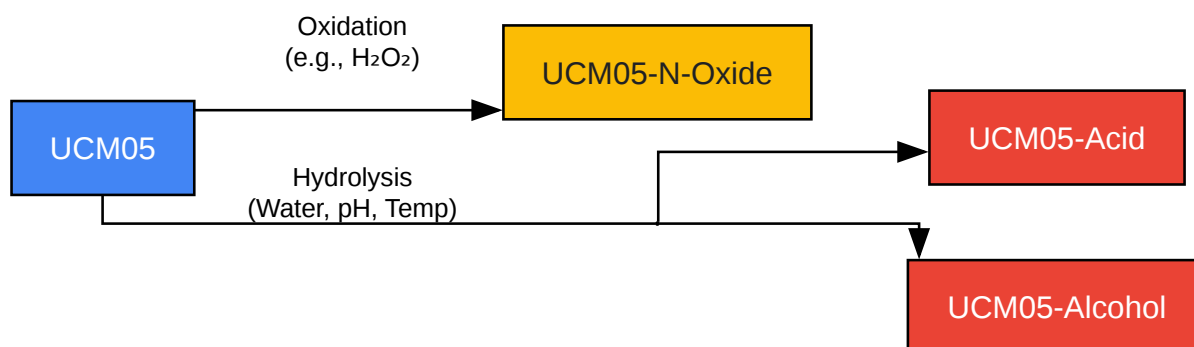 Oxidation
(e.g., H₂O₂)
UCM05-N-Oxide
UCM05
UCM05-Acid
Hydrolysis
(Water, pH, Temp)
UCM05-Alcohol